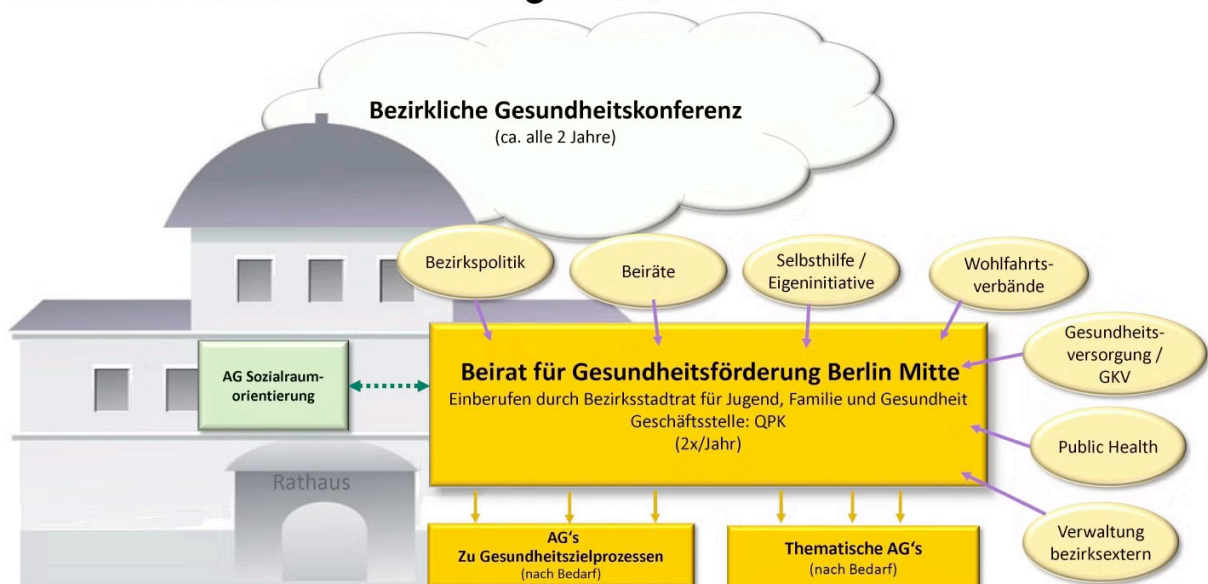 Bezirkliche Gesundheitskonferenz
(ca. alle 2 Jahre)
Bezirkspolitik
Beiräte
Selbsthilfe /
Eigeninitiative
Wohlfahrts-
verbände
Gesundheits-
versorgung /
GKV
Public Health
Verwaltung
bezirksextern
AG Sozialraum-
orientierung
Beirat für Gesundheitsförderung Berlin Mitte
Einberufen durch Bezirksstadtrat für Jugend, Familie und Gesundheit
Geschäftsstelle: QPK
(2x/Jahr)
Rathaus
AG‘s
Zu Gesundheitszielprozessen
(nach Bedarf)
Thematische AG‘s
(nach Bedarf)